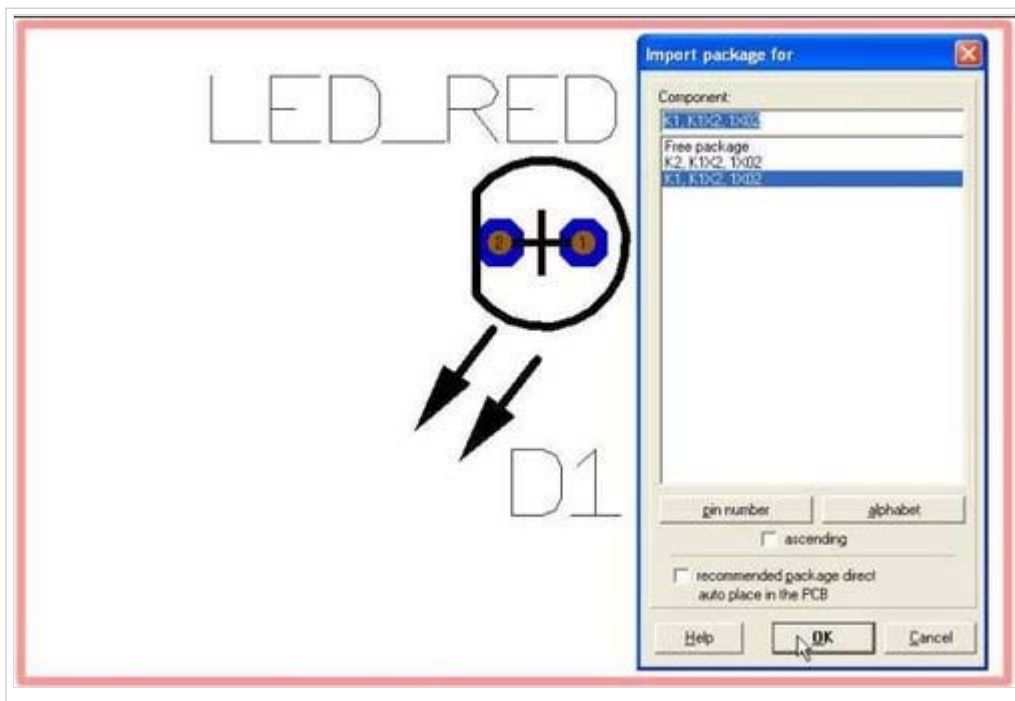 LED_RED
2
1
D1
Import package for
Component:
K1, K1X2, 1X02
Free package
K2, K1X2, 1X02
K1, K1X2, 1X02
pin number
alphabet
ascending
recommended package direct
auto place in the PCB
Help
OK
Cancel